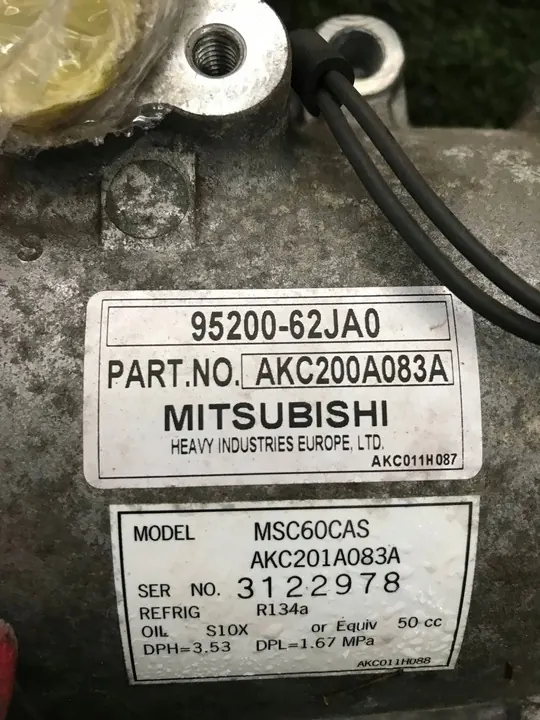 95200-62JA0
PART.NO. AKC200A083A
MITSUBISHI
HEAVY INDUSTRIES EUROPE, LTD.
AKC011H087
MODEL MSC60CAS
AKC201A083A
SER NO. 3122978
REFRIG R134a
OIL S10X or Equiv 50 cc
DPH=3.53 DPL=1.67 MPa
AKC011H088